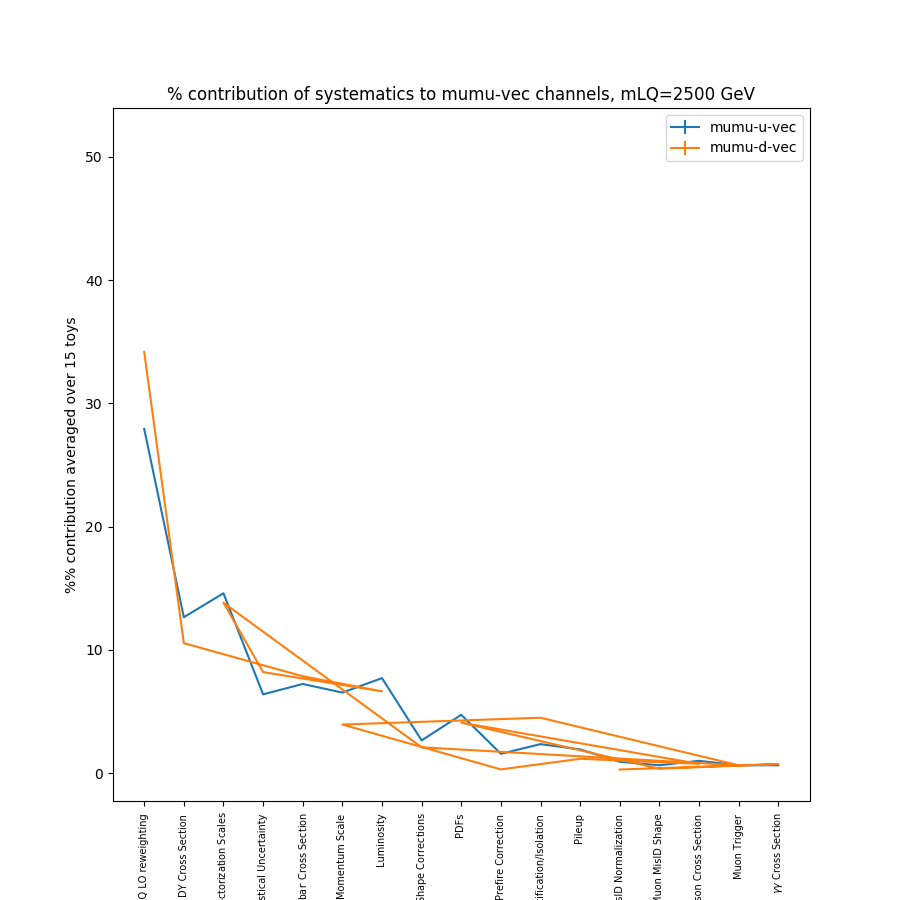 % contribution of systematics to mumu-vec channels, mLQ=2500 GeV
mumu-u-vec
mumu-d-vec
%% contribution averaged over 15 toys
50
40
30
20
10
0
Q LO reweighting
DY Cross Section
ctorization Scales
stical Uncertainty
bar Cross Section
Momentum Scale
Luminosity
Shape Corrections
PDFs
Prefire Correction
tification/Isolation
Pileup
sID Normalization
Muon MisID Shape
son Cross Section
Muon Trigger
γγ Cross Section